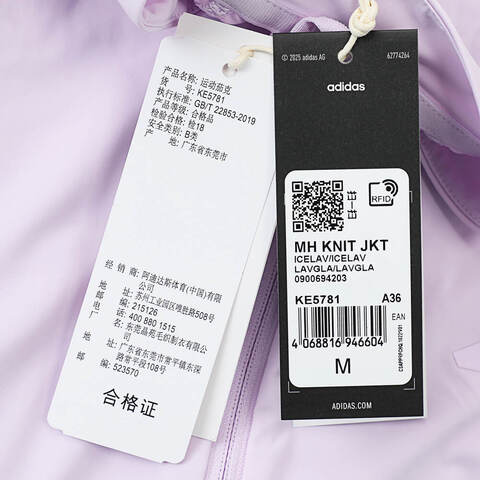 产品名称: 运动茄克
货 号: KE5781
执行标准: GB/T 22853-2019
产品等级: 合格品
检验合格: 检18
安全类别: B类
产 地: 广东省东莞市
经 销 商: 阿迪达斯体育(中国)有限
公司
地 址: 苏州工业园区唯胜路508号
邮 编: 215126
电 话: 400 880 1515
厂 名: 东莞晶苑毛织制衣有限公
司
地 址: 广东省东莞市常平镇东深
路常平段108号
邮 编: 523570
合格证
© 2025 adidas AG
62774264
adidas
RFID
MH KNIT JKT
ICELAV/ICELAV
LAVGLA/LAVGLA
0900694203
KE5781 A36
EAN
4 068816 946604
M
ADIDAS.COM